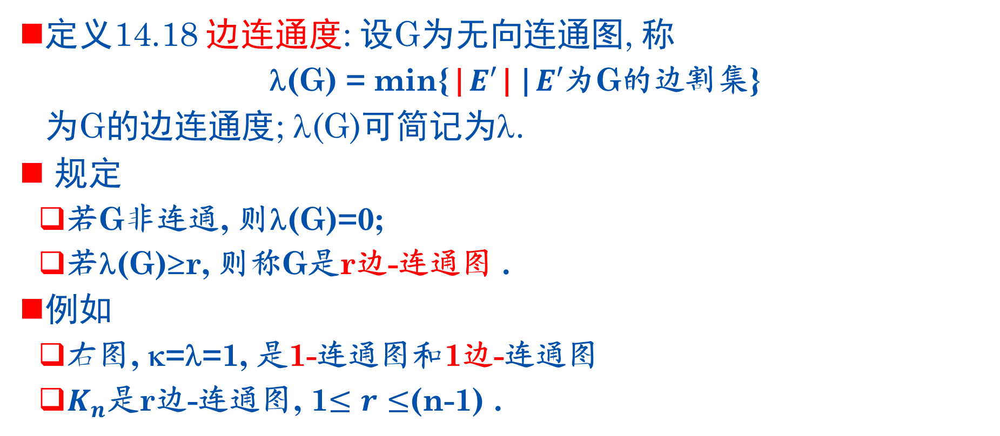 ■定义14.18 边连通度: 设G为无向连通图, 称
λ(G) = min{|E′| |E′为G的边割集}
为G的边连通度; λ(G)可简记为λ.
■ 规定
❑若G非连通, 则λ(G)=0;
❑若λ(G)≥r, 则称G是r边-连通图 .
■例如
❑右图, κ=λ=1, 是1-连通图和1边-连通图
❑Kₙ是r边-连通图, 1≤ r ≤(n-1) .